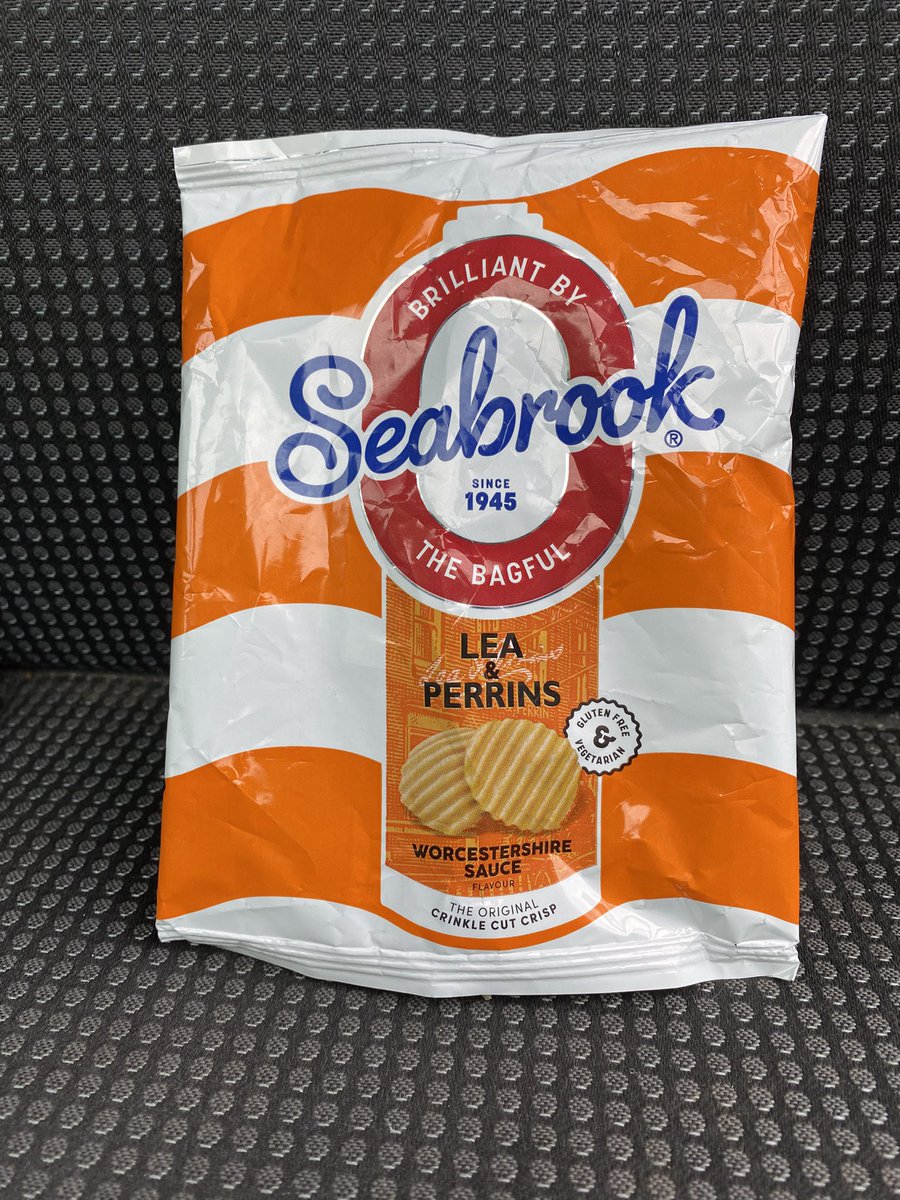 BRILLIANT BY
Seabrook®
SINCE
1945
THE BAGFUL
LEA
&
PERRINS
GLUTEN FREE
&
VEGETARIAN
WORCESTERSHIRE
SAUCE
FLAVOUR
THE ORIGINAL
CRINKLE CUT CRISP